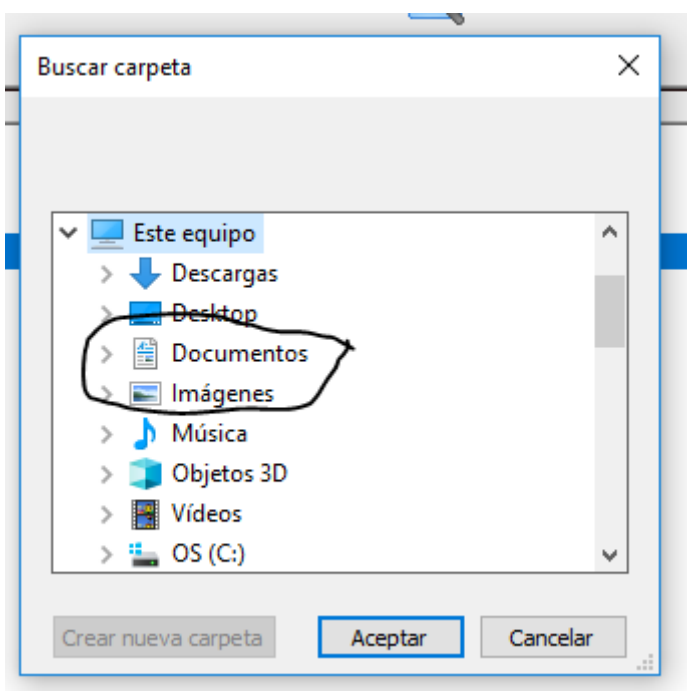 Buscar carpeta
Este equipo
Descargas
Desktop
Documentos
Imágenes
Música
Objetos 3D
Vídeos
OS (C:)
Crear nueva carpeta Aceptar Cancelar